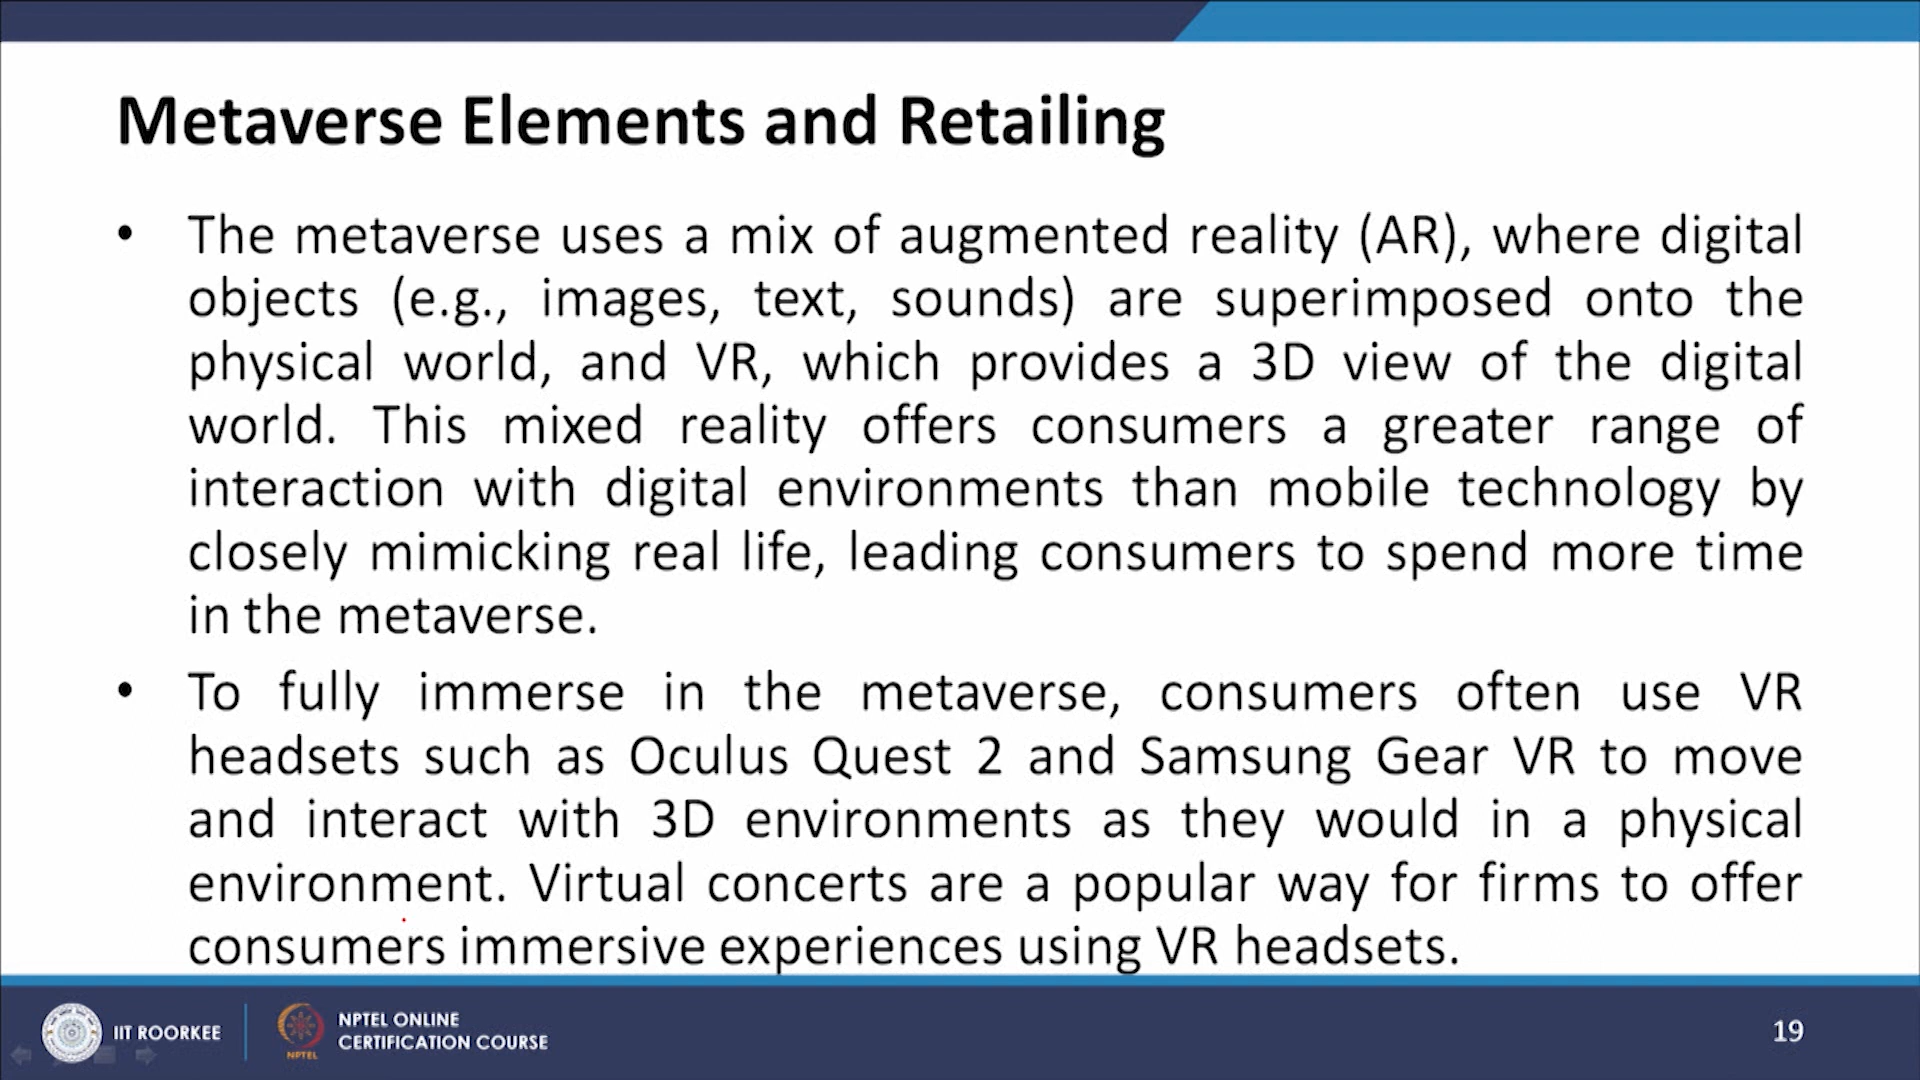 Metaverse Elements and Retailing
• The metaverse uses a mix of augmented reality (AR), where digital
objects (e.g., images, text, sounds) are superimposed onto the
physical world, and VR, which provides a 3D view of the digital
world. This mixed reality offers consumers a greater range of
interaction with digital environments than mobile technology by
closely mimicking real life, leading consumers to spend more time
in the metaverse.
• To fully immerse in the metaverse, consumers often use VR
headsets such as Oculus Quest 2 and Samsung Gear VR to move
and interact with 3D environments as they would in a physical
environment. Virtual concerts are a popular way for firms to offer
consumers immersive experiences using VR headsets.
IIT ROORKEE
NPTEL
NPTEL ONLINE
CERTIFICATION COURSE
19